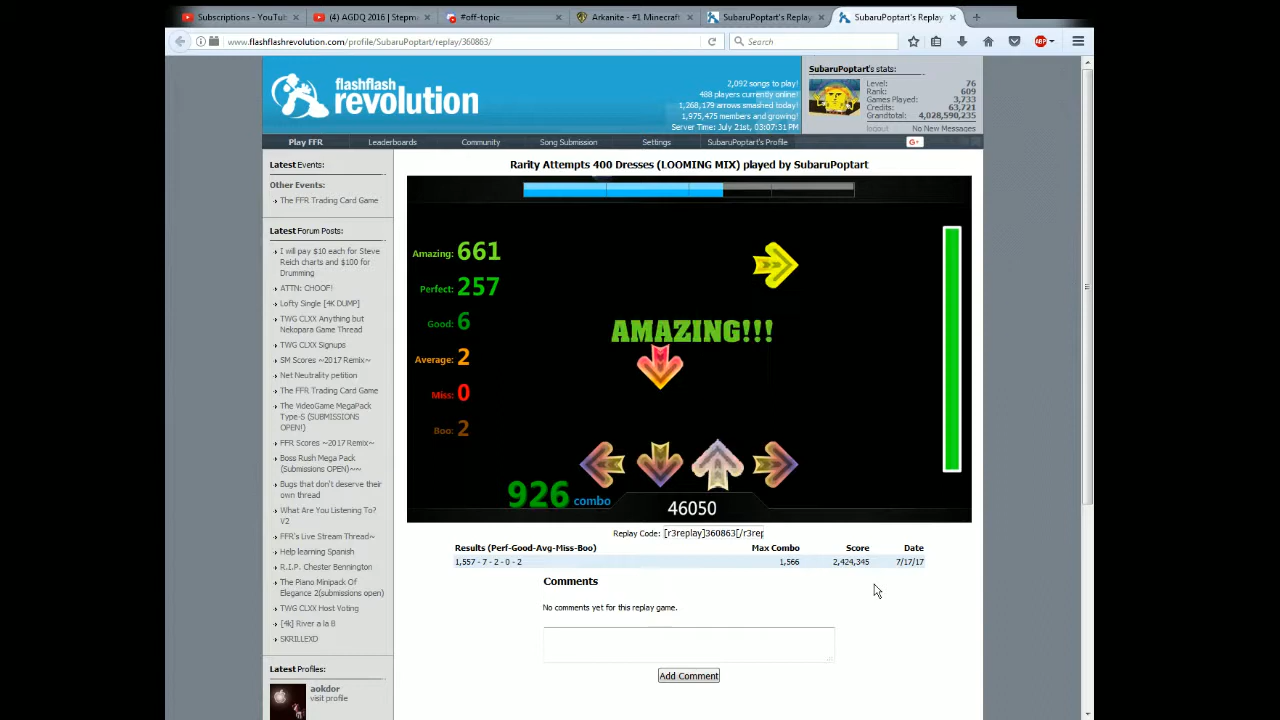 Subscriptions - YouTub
(4) AGDQ 2016 | Stepm
#off-topic
Arkanite - #1 Minecraft
SubaruPoptart's Replay
SubaruPoptart's Replay
www.flashflashrevolution.com/profile/SubaruPoptart/replay/360863/
Search
ABP
flashflash
revolution
2,092 songs to play!
488 players currently online!
1,268,179 arrows smashed today!
1,975,475 members and growing!
Server Time: July 21st, 03:07:31 PM
SubaruPoptart's stats:
Level: 76
Rank: 609
Games Played: 3,733
Credits: 63,721
Grandtotal: 4,028,590,235
logout No New Messages
Play FFR Leaderboards Community Song Submission Settings SubaruPoptart's Profile
G+
Latest Events:
Other Events:
The FFR Trading Card Game
Latest Forum Posts:
I will pay $10 each for Steve
Reich charts and $100 for
Drumming
ATTN: CHOOF!
Lofty Single [4K DUMP]
TWG CLXX Anything but
Nekopara Game Thread
TWG CLXX Signups
SM Scores ~2017 Remix~
Net Neutrality petition
The FFR Trading Card Game
The VideoGame MegaPack
Type-S (SUBMISSIONS
OPEN!)
FFR Scores ~2017 Remix~
Boss Rush Mega Pack
(Submissions OPEN)~~
Bugs that don't deserve their
own thread
What Are You Listening To?
V2
FFR's Live Stream Thread~
Help learning Spanish
R.I.P. Chester Bennington
The Piano Minipack Of
Elegance 2(submissions open)
TWG CLXX Host Voting
[4k] River a la B
SKRILLEXD
Latest Profiles:
aokdor
visit profile
Rarity Attempts 400 Dresses (LOOMING MIX) played by SubaruPoptart
Amazing: 661
Perfect: 257
Good: 6
Average: 2
Miss: 0
Boo: 2
AMAZING!!!
926 combo
46050
Replay Code: [r3replay]360863[/r3rep
Results (Perf-Good-Avg-Miss-Boo) Max Combo Score Date
1,557 - 7 - 2 - 0 - 2 1,566 2,424,345 7/17/17
Comments
No comments yet for this replay game.
Add Comment